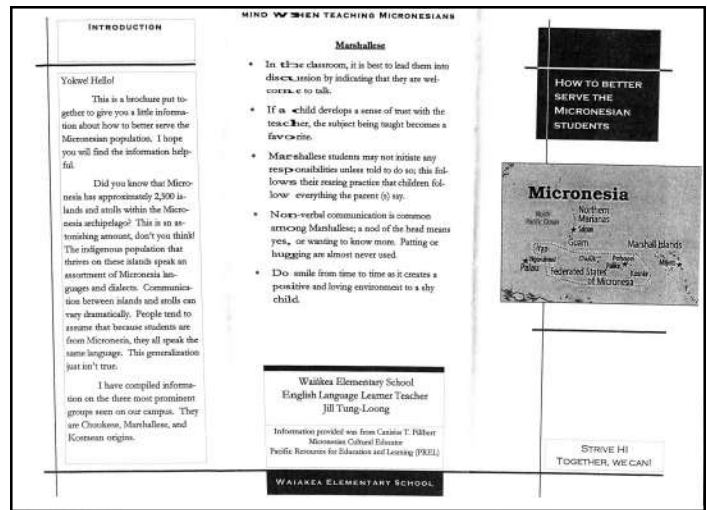 INTRODUCTION
Yokwe! Hello!
This is a brochure put to-
gether to give you a little informa-
tion about how to better serve the
Micronesian population. I hope
you will find the information help-
ful.
Did you know that Micro-
nesia has approximately 2,500 is-
lands and atolls within the Micro-
nesia archipelago? This is an as-
tonishing amount, don't you think!
The indigenous population that
thrives on these islands speak an
assortment of Micronesia lan-
guages and dialects. Communica-
tion between islands and atolls can
vary dramatically. People tend to
assume that because students are
from Micronesia, they all speak the
same language. This generalization
just isn't true.
I have compiled informa-
tion on the three most prominent
groups seen on our campus. They
are Chuukese, Marshallese, and
Kosraean origins.
MIND WHEN TEACHING MICRONESIANS
Marshallese
• In the classroom, it is best to lead them into
discussion by indicating that they are wel-
come to talk.
• If a child develops a sense of trust with the
teacher, the subject being taught becomes a
favorite.
• Marshallese students may not initiate any
responsibilities unless told to do so; this fol-
lows their rearing practice that children fol-
low everything the parent (s) say.
• Non-verbal communication is common
among Marshallese; a nod of the head means
yes, or wanting to know more. Patting or
hugging are almost never used.
• Do smile from time to time as it creates a
positive and loving environment to a shy
child.
Waiākea Elementary School
English Language Learner Teacher
Jill Tung-Loong
Information provided was from Canisius T. Filibert
Micronesian Cultural Educator
Pacific Resources for Education and Learning (PREL)
WAIAKEA ELEMENTARY SCHOOL
HOW TO BETTER
SERVE THE
MICRONESIAN
STUDENTS
Micronesia
North
Pacific Ocean
Northern
Marianas
Saipan
Guam
Marshall Islands
Yap
Chuuk
Pohnpei
Palikir
Kosrae
Majuro
Palau
Federated States
of Micronesia
STRIVE HI
TOGETHER, WE CAN!